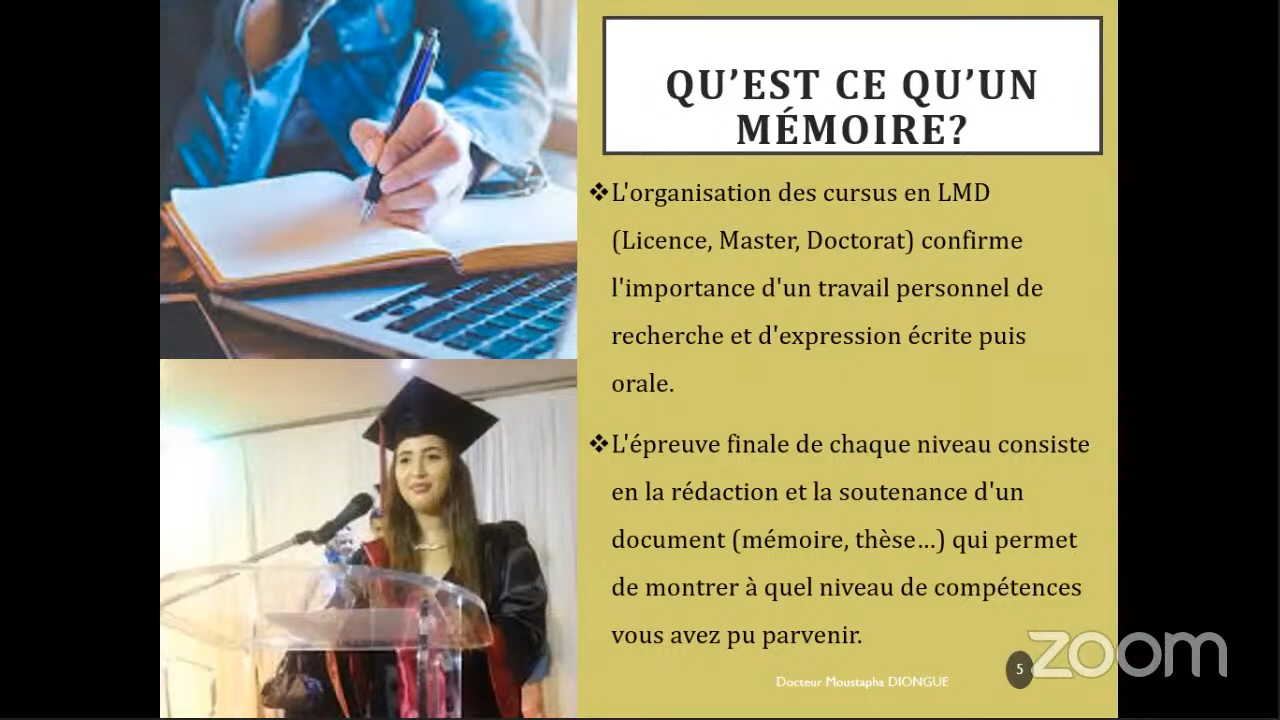 QU’EST CE QU’UN
MÉMOIRE?
❖L'organisation des cursus en LMD
(Licence, Master, Doctorat) confirme
l'importance d'un travail personnel de
recherche et d'expression écrite puis
orale.
❖L'épreuve finale de chaque niveau consiste
en la rédaction et la soutenance d'un
document (mémoire, thèse…) qui permet
de montrer à quel niveau de compétences
vous avez pu parvenir.
Docteur Moustapha DIONGUE
5
zoom